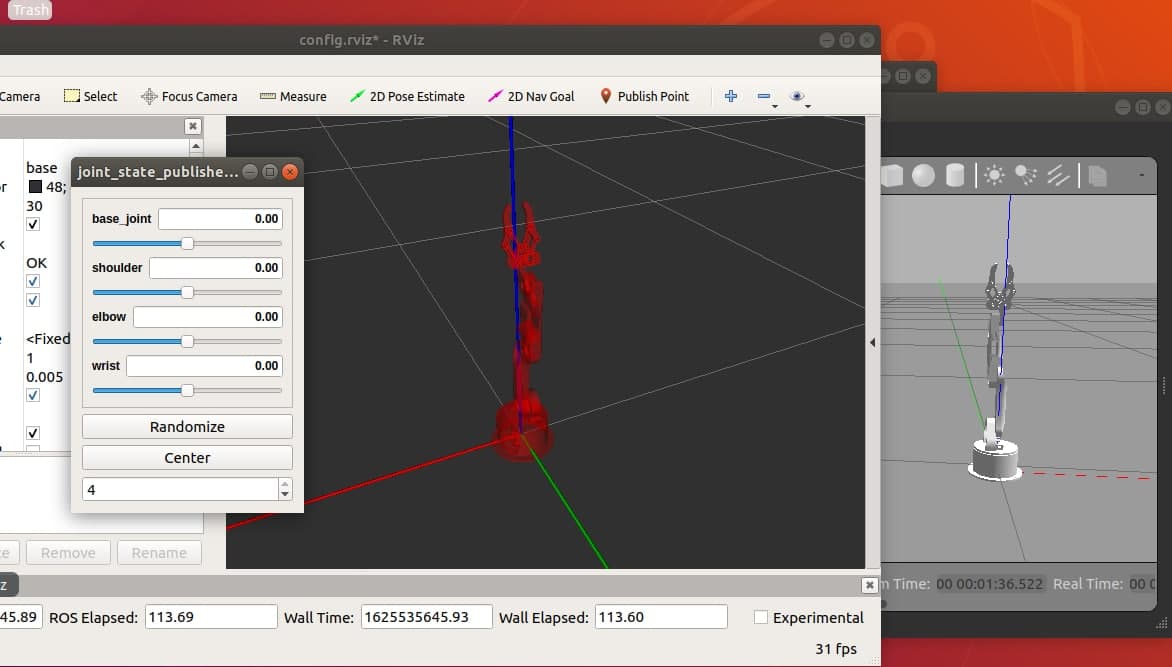 Trash
config.rviz* - RViz
Camera Select Focus Camera Measure 2D Pose Estimate 2D Nav Goal Publish Point
base
48;
30
OK
<Fixed
1
0.005
joint_state_publishe...
base_joint 0.00
shoulder 0.00
elbow 0.00
wrist 0.00
Randomize
Center
4
Remove Rename
45.89 ROS Elapsed: 113.69 Wall Time: 1625535645.93 Wall Elapsed: 113.60 Experimental
31 fps
Time: 00 00:01:36.522 Real Time: 00